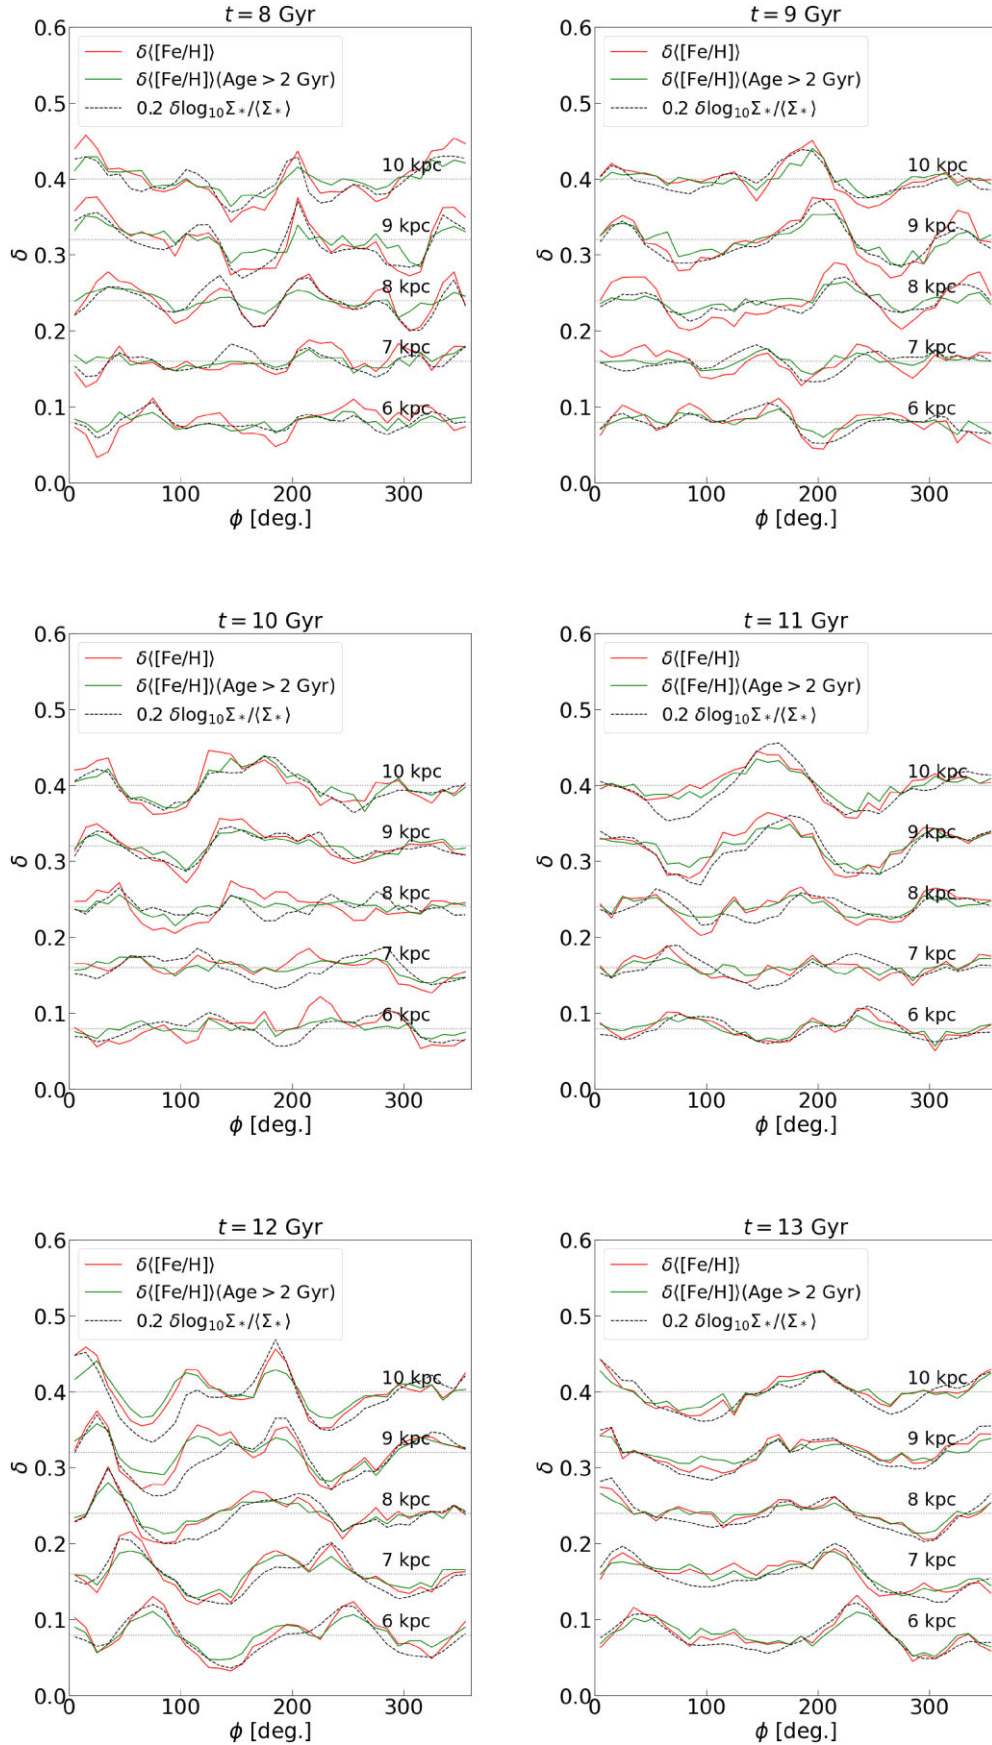 t = 8 Gyr
0.6
δ⟨[Fe/H]⟩
δ⟨[Fe/H]⟩(Age > 2 Gyr)
0.2 δlog₁₀Σ*/⟨Σ*⟩
0.5
0.4
10 kpc
9 kpc
0.3
δ
8 kpc
0.2
7 kpc
0.1
6 kpc
0.0
0 100 200 300
ϕ [deg.]
t = 9 Gyr
0.6
δ⟨[Fe/H]⟩
δ⟨[Fe/H]⟩(Age > 2 Gyr)
0.2 δlog₁₀Σ*/⟨Σ*⟩
0.5
0.4
10 kpc
9 kpc
0.3
δ
8 kpc
0.2
7 kpc
0.1
6 kpc
0.0
0 100 200 300
ϕ [deg.]
t = 10 Gyr
0.6
δ⟨[Fe/H]⟩
δ⟨[Fe/H]⟩(Age > 2 Gyr)
0.2 δlog₁₀Σ*/⟨Σ*⟩
0.5
0.4
10 kpc
9 kpc
0.3
δ
8 kpc
0.2
7 kpc
0.1
6 kpc
0.0
0 100 200 300
ϕ [deg.]
t = 11 Gyr
0.6
δ⟨[Fe/H]⟩
δ⟨[Fe/H]⟩(Age > 2 Gyr)
0.2 δlog₁₀Σ*/⟨Σ*⟩
0.5
0.4
10 kpc
9 kpc
0.3
δ
8 kpc
0.2
7 kpc
0.1
6 kpc
0.0
0 100 200 300
ϕ [deg.]
t = 12 Gyr
0.6
δ⟨[Fe/H]⟩
δ⟨[Fe/H]⟩(Age > 2 Gyr)
0.2 δlog₁₀Σ*/⟨Σ*⟩
0.5
0.4
10 kpc
9 kpc
0.3
δ
8 kpc
0.2
7 kpc
0.1
6 kpc
0.0
0 100 200 300
ϕ [deg.]
t = 13 Gyr
0.6
δ⟨[Fe/H]⟩
δ⟨[Fe/H]⟩(Age > 2 Gyr)
0.2 δlog₁₀Σ*/⟨Σ*⟩
0.5
0.4
10 kpc
9 kpc
0.3
δ
8 kpc
0.2
7 kpc
0.1
6 kpc
0.0
0 100 200 300
ϕ [deg.]